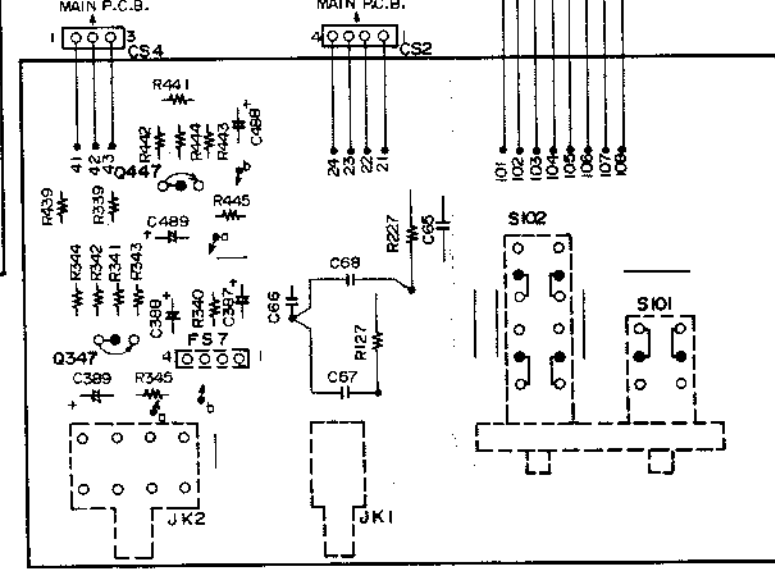 MAIN P.C.B.
MAIN P.C.B.
1
3
CS4
4
1
CS2
R441
R442
R444
R443
C488
41
42
43
Q447
b
24
23
22
21
101
102
103
104
105
106
107
108
R439
R339
R445
C489
a
R227
C65
S102
R344
R342
R341
R343
C68
C66
S101
C388
R340
C387
FS7
4
1
R127
Q347
C389
R345
C67
a
b
JK2
JK1